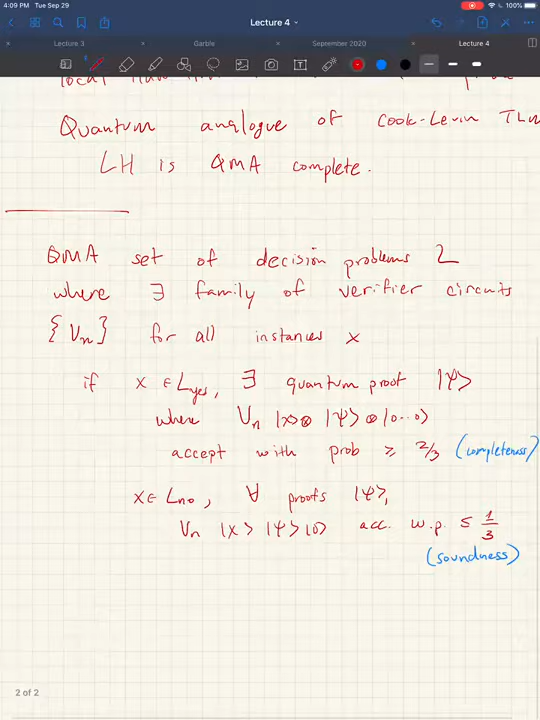 4:09 PM Tue Sep 29
100%
Lecture 4
Lecture 3 Garble September 2020 Lecture 4
local
Quantum analogue of Cook-Levin
LH is QMA complete.
QMA set of decision problems L
where ∃ family of verifier circuits
{Vn} for all instances x
if x ∈ Lyes, ∃ quantum proof |ψ>
where Vn |x>⊗ |ψ> ⊗ |0...0>
accept with prob ≥ 2/3 (completeness)
x ∈ Lno, ∀ proofs |ψ>,
Vn |x> |ψ> |0> acc. w.p. ≤ 1/3
(soundness)
2 of 2